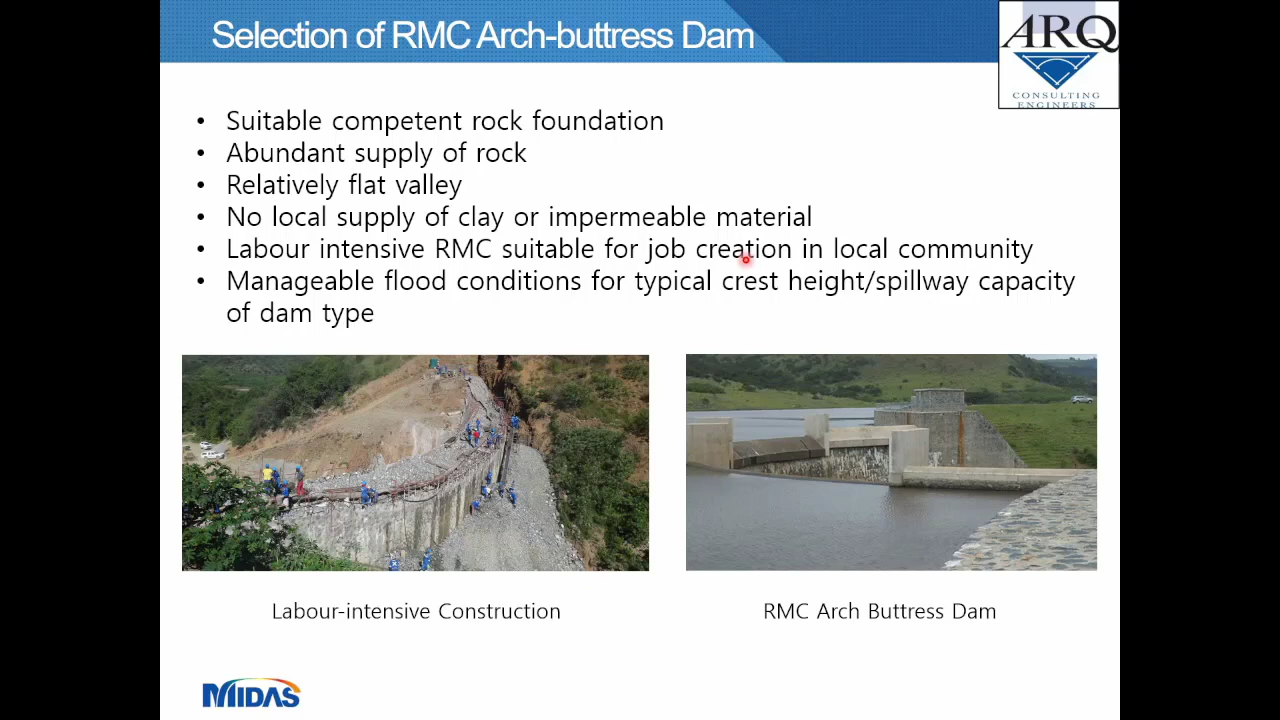 Selection of RMC Arch-buttress Dam
ARQ
CONSULTING
ENGINEERS
• Suitable competent rock foundation
• Abundant supply of rock
• Relatively flat valley
• No local supply of clay or impermeable material
• Labour intensive RMC suitable for job creation in local community
• Manageable flood conditions for typical crest height/spillway capacity
of dam type
Labour-intensive Construction
RMC Arch Buttress Dam
MIDAS